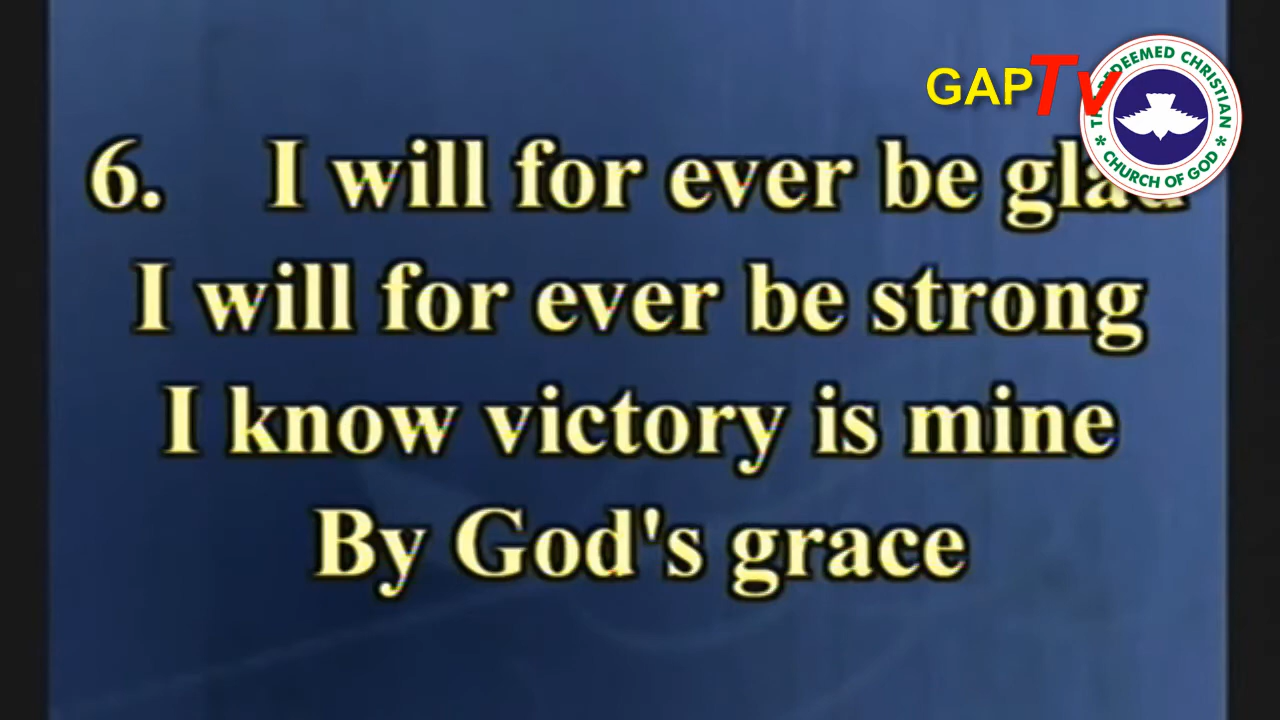 GAPTv
THE REDEEMED CHRISTIAN
CHURCH OF GOD
6. I will for ever be glad
I will for ever be strong
I know victory is mine
By God's grace